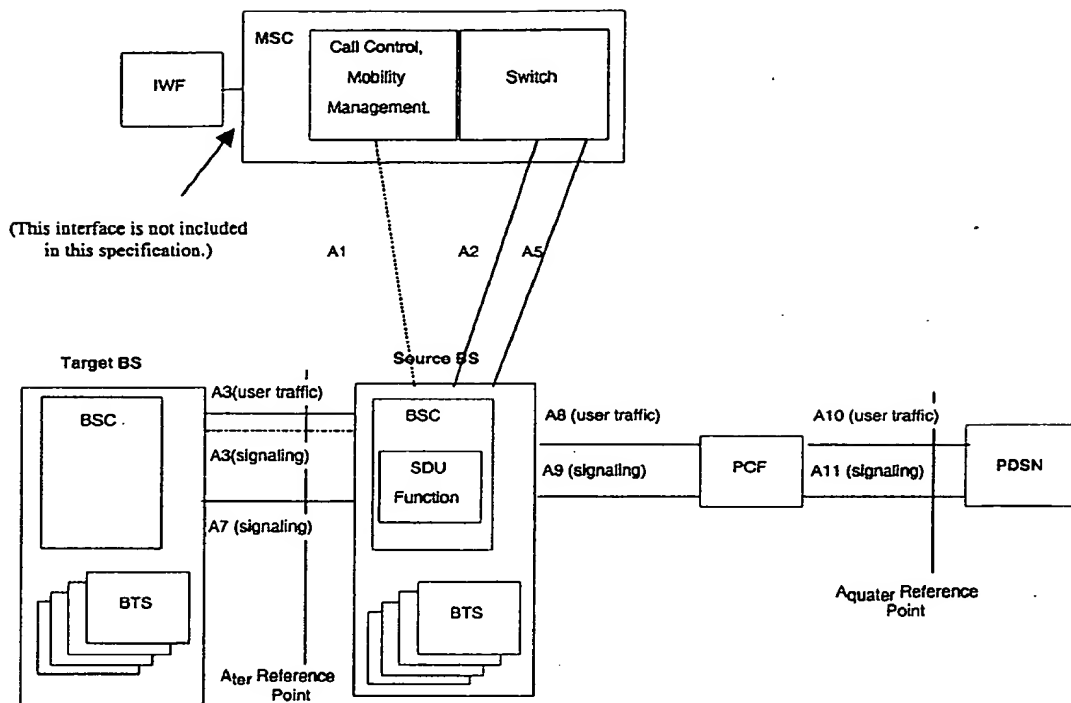 MSC
Call Control,
Mobility
Management.
Switch
IWF
(This interface is not included
in this specification.)
A1
A2
A5
Target BS
Source BS
A3(user traffic)
BSC
A3(signaling)
A7 (signaling)
BTS
Ater Reference
Point
BSC
SDU
Function
BTS
A8 (user traffic)
A9 (signaling)
PCF
A10 (user traffic)
A11 (signaling)
PDSN
Aquater Reference
Point